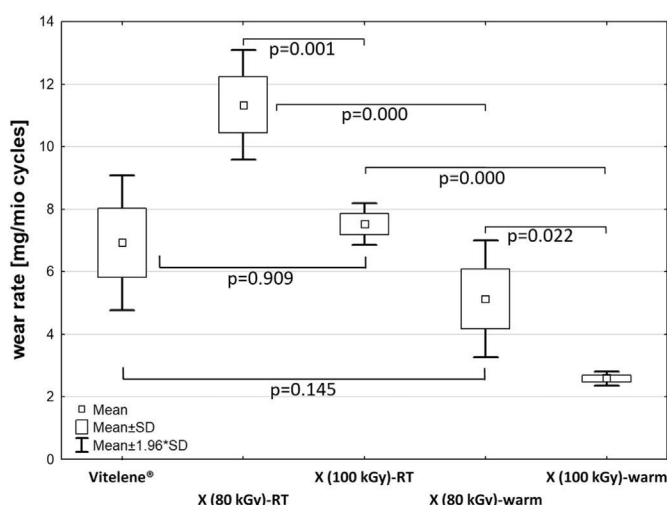 14
12
10
8
6
4
2
0
wear rate [mg/mio cycles]
p=0.001
p=0.000
p=0.000
p=0.022
p=0.909
p=0.145
Mean
Mean±SD
Mean±1.96*SD
Vitelene®
X (80 kGy)-RT
X (100 kGy)-RT
X (80 kGy)-warm
X (100 kGy)-warm